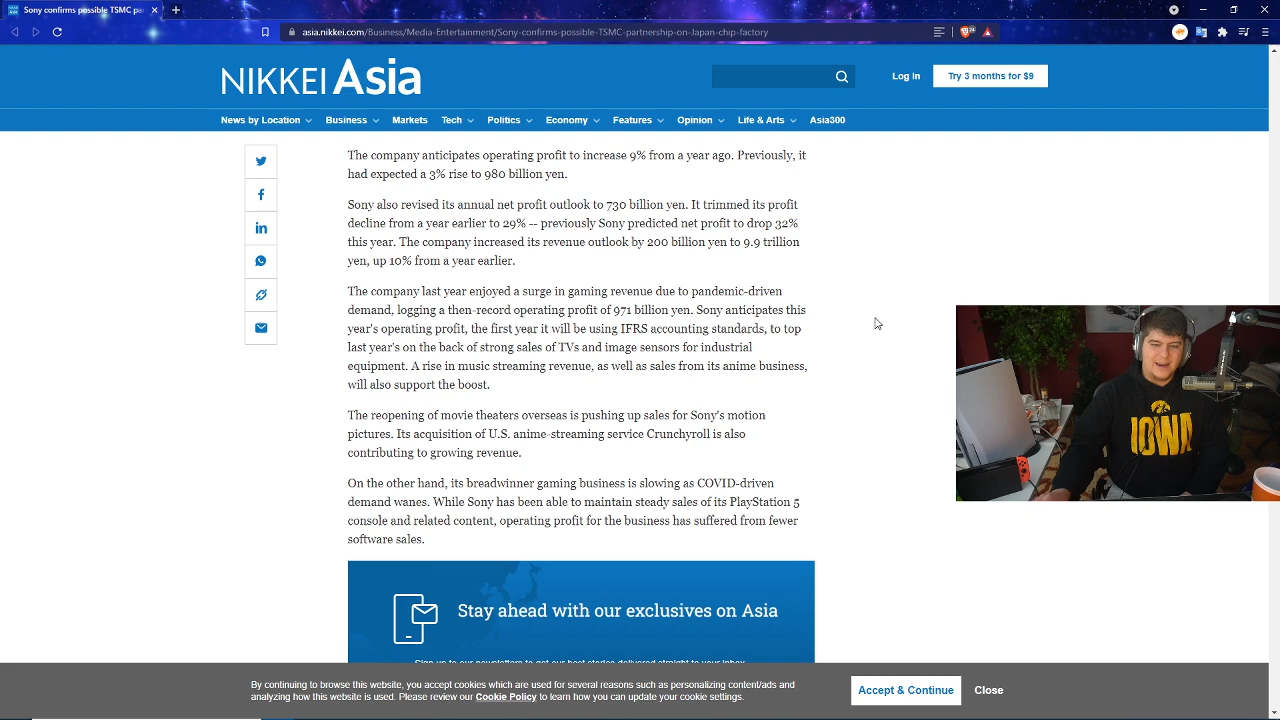 Sony confirms possible TSMC pa
asia.nikkei.com/Business/Media-Entertainment/Sony-confirms-possible-TSMC-partnership-on-Japan-chip-factory
NIKKEI Asia
Log In
Try 3 months for $9
News by Location
Business
Markets
Tech
Politics
Economy
Features
Opinion
Life & Arts
Asia300
The company anticipates operating profit to increase 9% from a year ago. Previously, it
had expected a 3% rise to 980 billion yen.
Sony also revised its annual net profit outlook to 730 billion yen. It trimmed its profit
decline from a year earlier to 29% -- previously Sony predicted net profit to drop 32%
this year. The company increased its revenue outlook by 200 billion yen to 9.9 trillion
yen, up 10% from a year earlier.
The company last year enjoyed a surge in gaming revenue due to pandemic-driven
demand, logging a then-record operating profit of 971 billion yen. Sony anticipates this
year's operating profit, the first year it will be using IFRS accounting standards, to top
last year's on the back of strong sales of TVs and image sensors for industrial
equipment. A rise in music streaming revenue, as well as sales from its anime business,
will also support the boost.
The reopening of movie theaters overseas is pushing up sales for Sony's motion
pictures. Its acquisition of U.S. anime-streaming service Crunchyroll is also
contributing to growing revenue.
On the other hand, its breadwinner gaming business is slowing as COVID-driven
demand wanes. While Sony has been able to maintain steady sales of its PlayStation 5
console and related content, operating profit for the business has suffered from fewer
software sales.
IOWA
Stay ahead with our exclusives on Asia
Sign up to our newsletters to get our best stories delivered straight to your inbox
By continuing to browse this website, you accept cookies which are used for several reasons such as personalizing content/ads and
analyzing how this website is used. Please review our Cookie Policy to learn how you can update your cookie settings.
Accept & Continue
Close